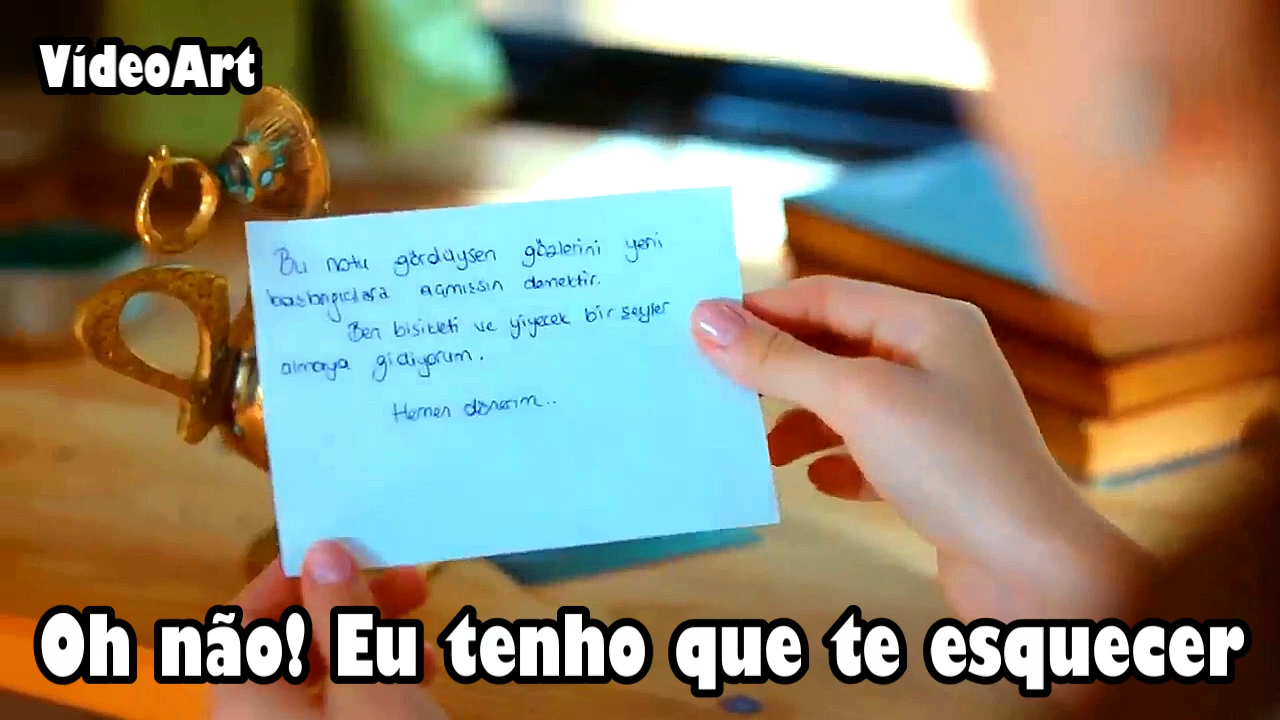 VídeoArt
Bu notu gördüysen gözlerini yeni
başlangıçlara açmışsın demektir.
Ben bisikleti ve yiyecek bir şeyler
almaya gidiyorum.
Hemen dönerim..
Oh não! Eu tenho que te esquecer